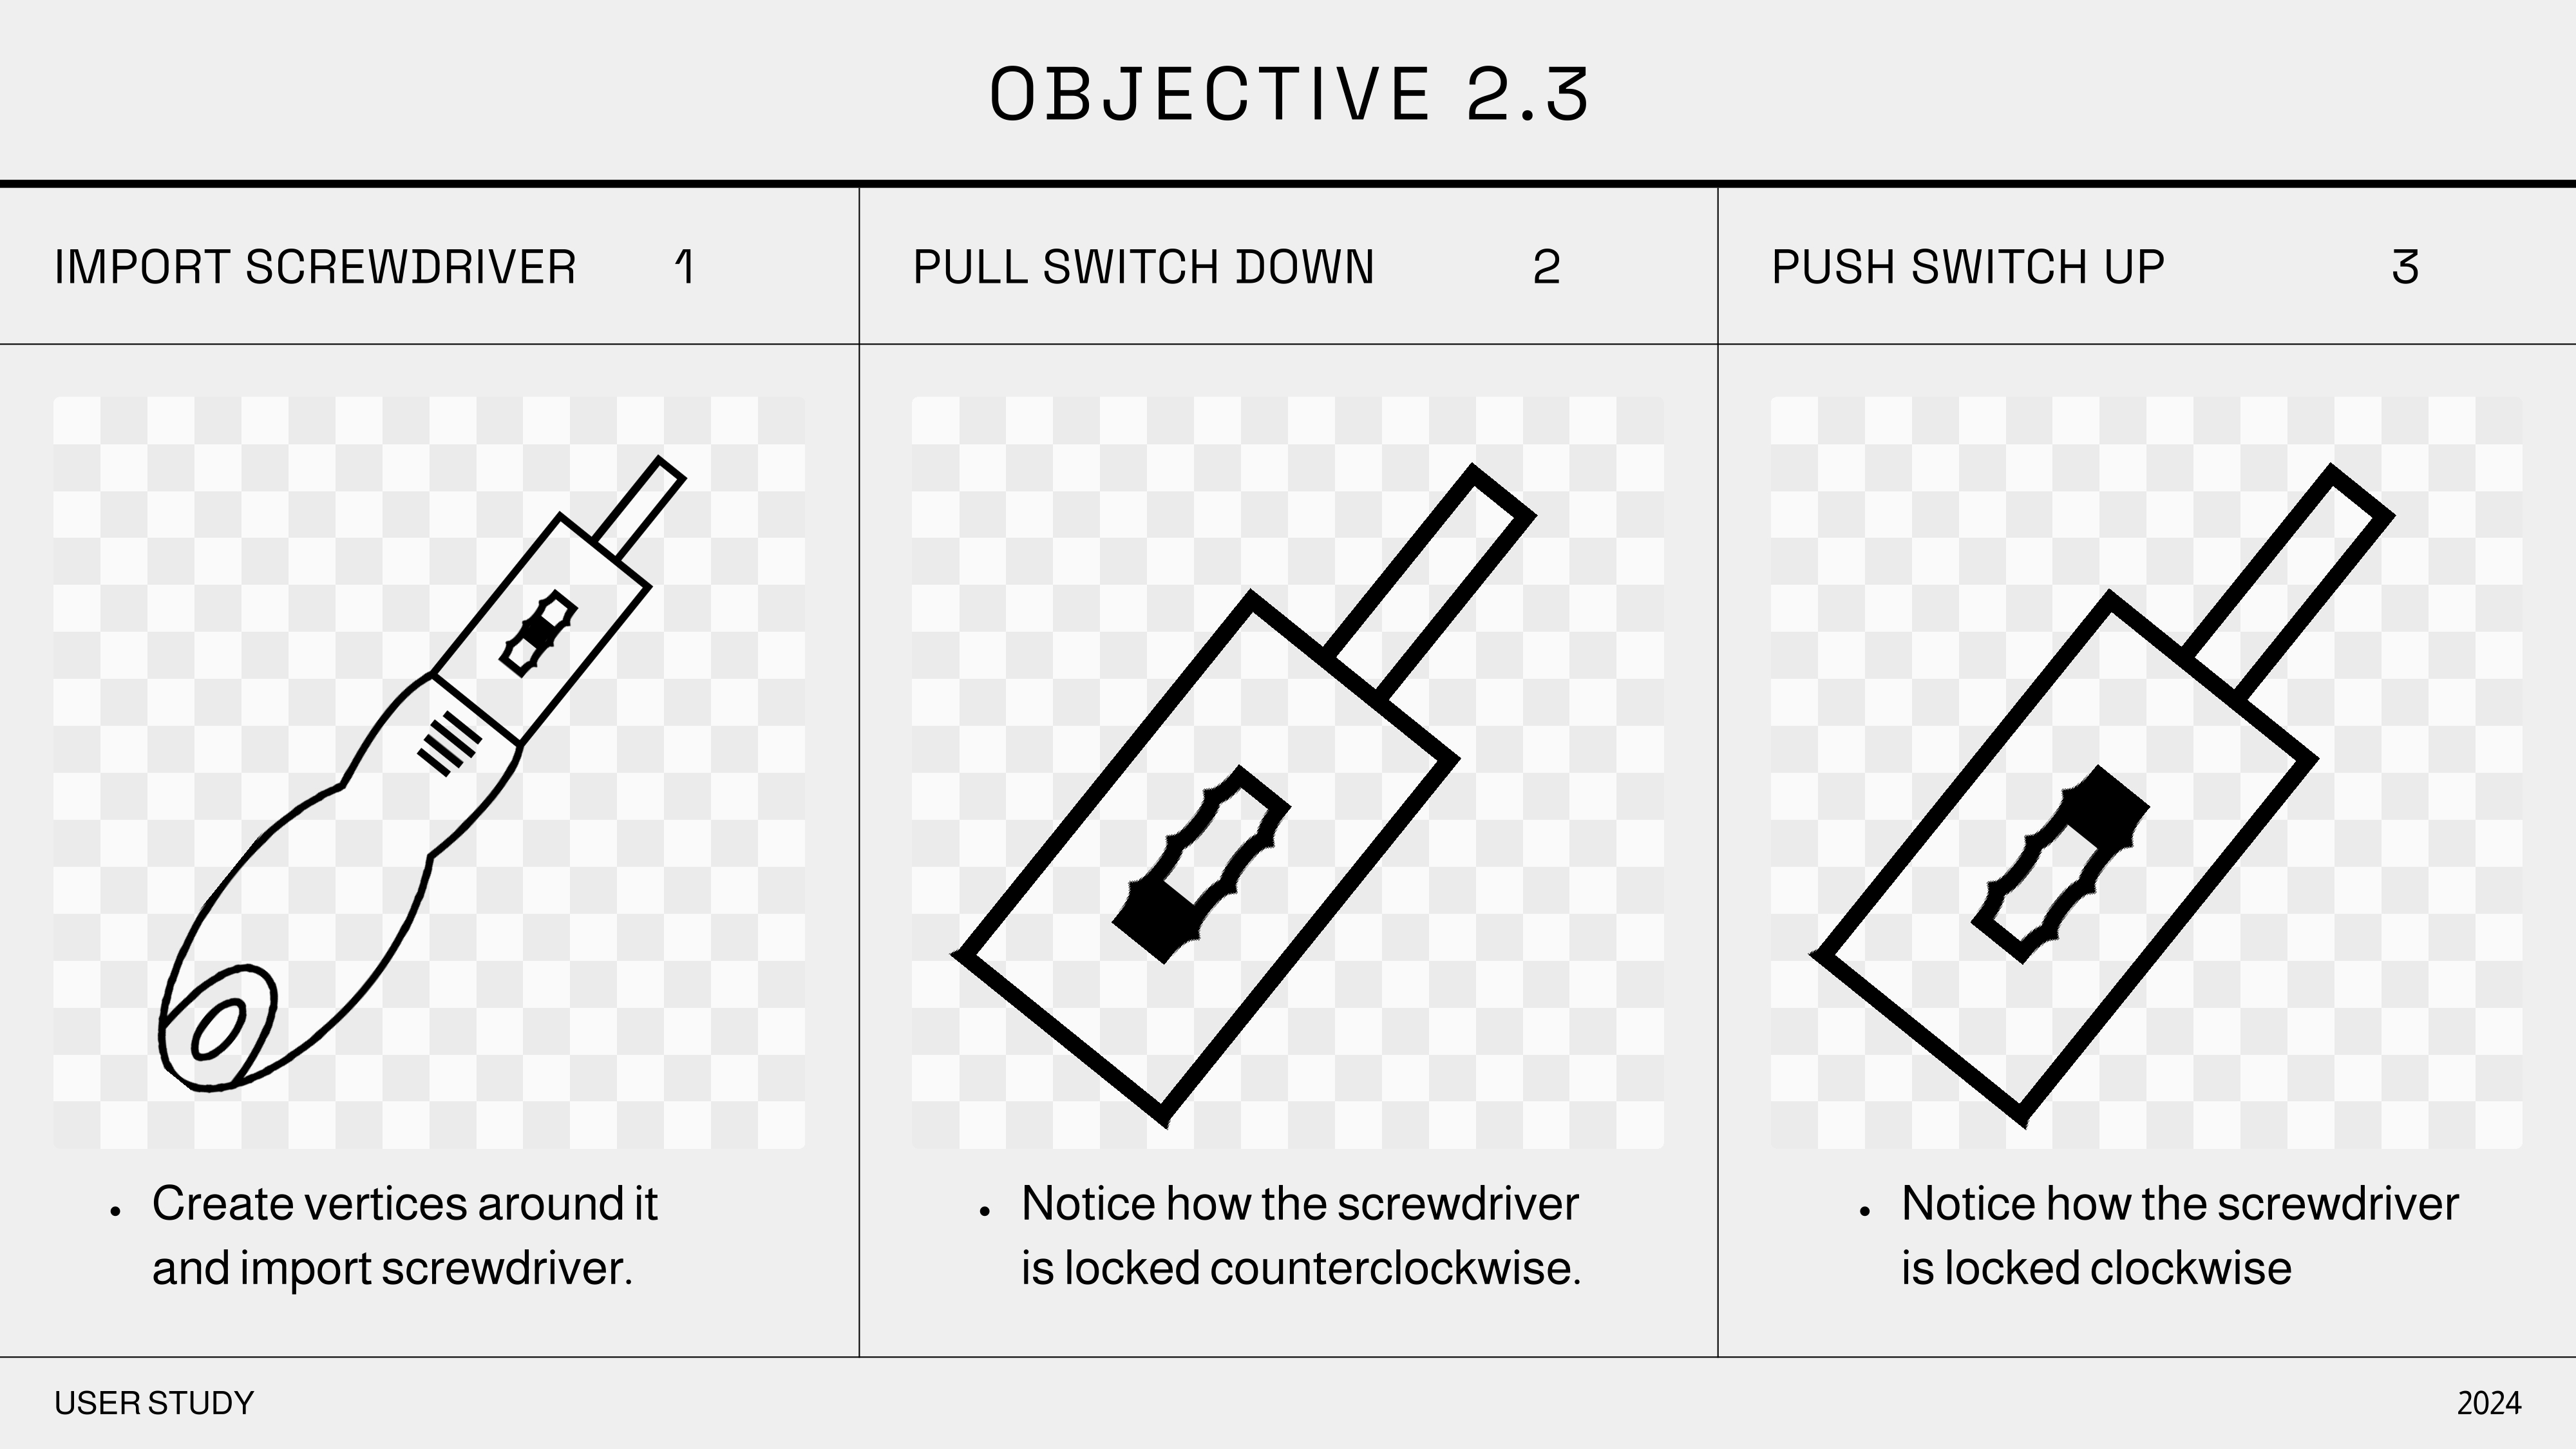 OBJECTIVE 2.3
IMPORT SCREWDRIVER 1
PULL SWITCH DOWN 2
PUSH SWITCH UP 3
• Create vertices around it
and import screwdriver.
• Notice how the screwdriver
is locked counterclockwise.
• Notice how the screwdriver
is locked clockwise
USER STUDY
2024